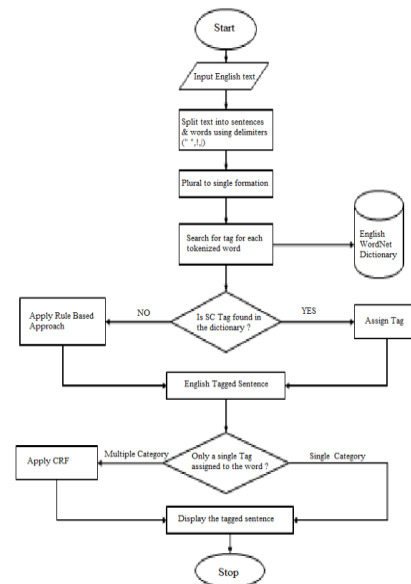 Start
Input English text
Split text into sentences
& words using delimiters
(" ",!,|)
Plural to single formation
Search for tag for each
tokenized word
English
WordNet
Dictionary
Is SC Tag found in
the dictionary ?
NO
YES
Apply Rule Based
Approach
Assign Tag
English Tagged Sentence
Only a single Tag
assigned to the word ?
Multiple Category
Single Category
Apply CRF
Display the tagged sentence
Stop